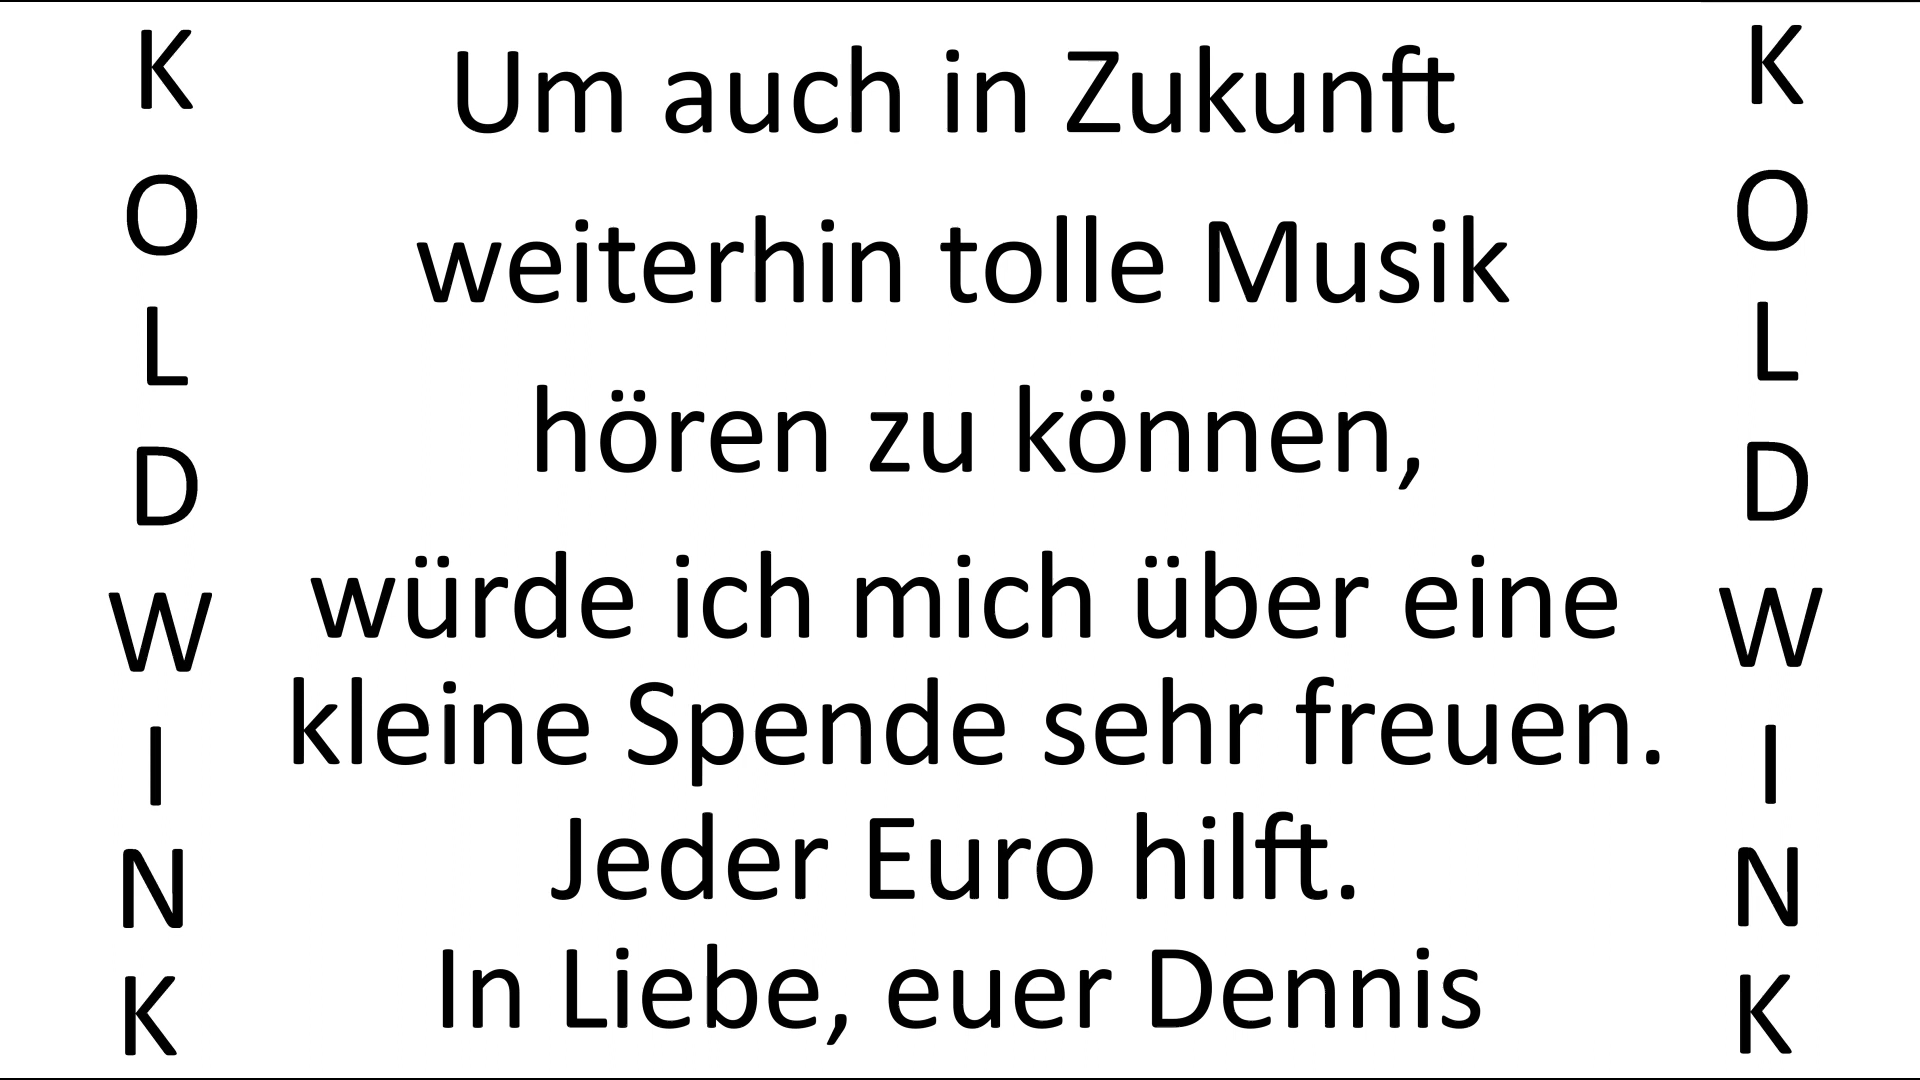 KOLDWINK
Um auch in Zukunft
weiterhin tolle Musik
hören zu können,
würde ich mich über eine
kleine Spende sehr freuen.
Jeder Euro hilft.
In Liebe, euer Dennis
KOLDWINK